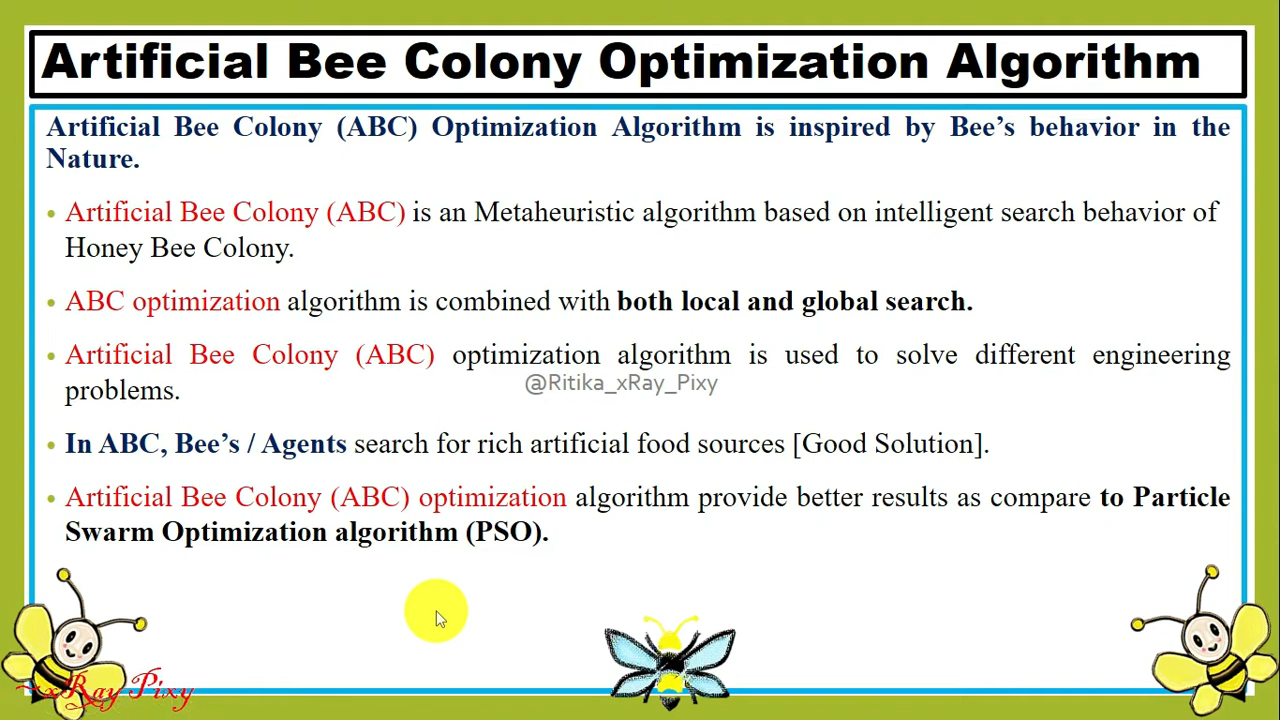 Artificial Bee Colony Optimization Algorithm
Artificial Bee Colony (ABC) Optimization Algorithm is inspired by Bee’s behavior in the
Nature.
• Artificial Bee Colony (ABC) is an Metaheuristic algorithm based on intelligent search behavior of
Honey Bee Colony.
• ABC optimization algorithm is combined with both local and global search.
• Artificial Bee Colony (ABC) optimization algorithm is used to solve different engineering
problems.
@Ritika_xRay_Pixy
• In ABC, Bee’s / Agents search for rich artificial food sources [Good Solution].
• Artificial Bee Colony (ABC) optimization algorithm provide better results as compare to Particle
Swarm Optimization algorithm (PSO).
~xRay Pixy